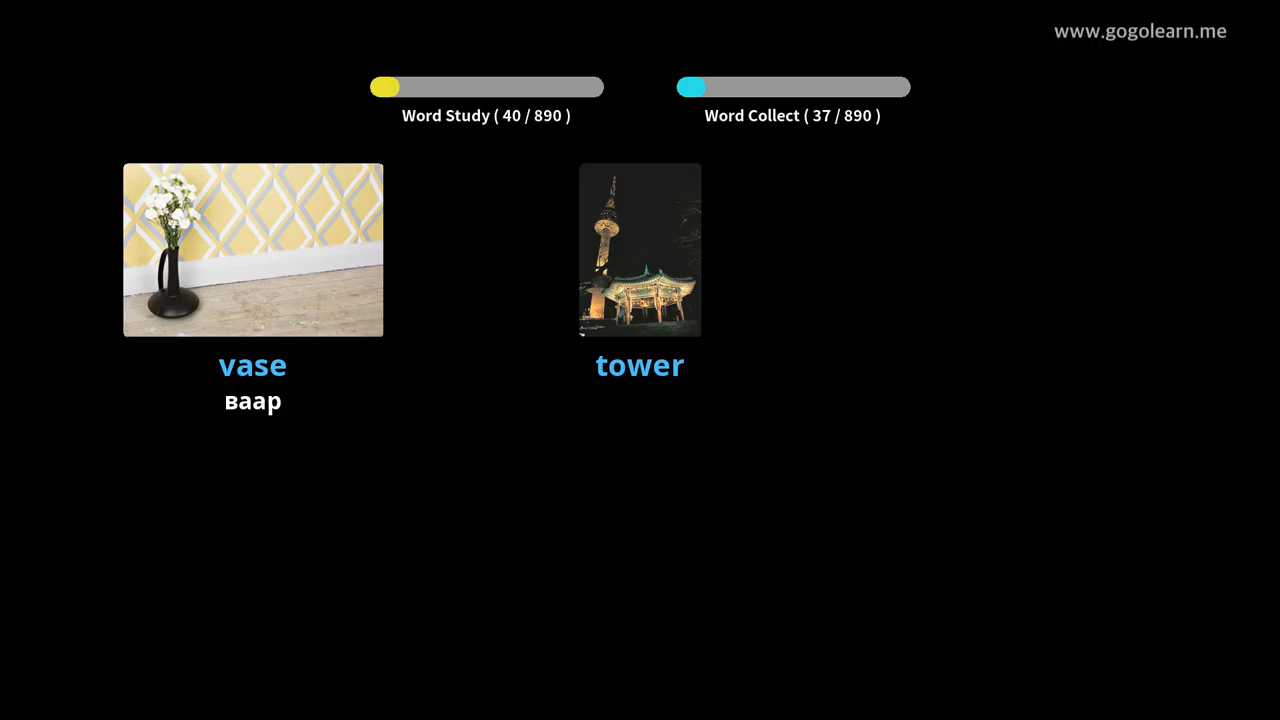 www.gogolearn.me
Word Study ( 40 / 890 )
Word Collect ( 37 / 890 )
vase
ваар
tower